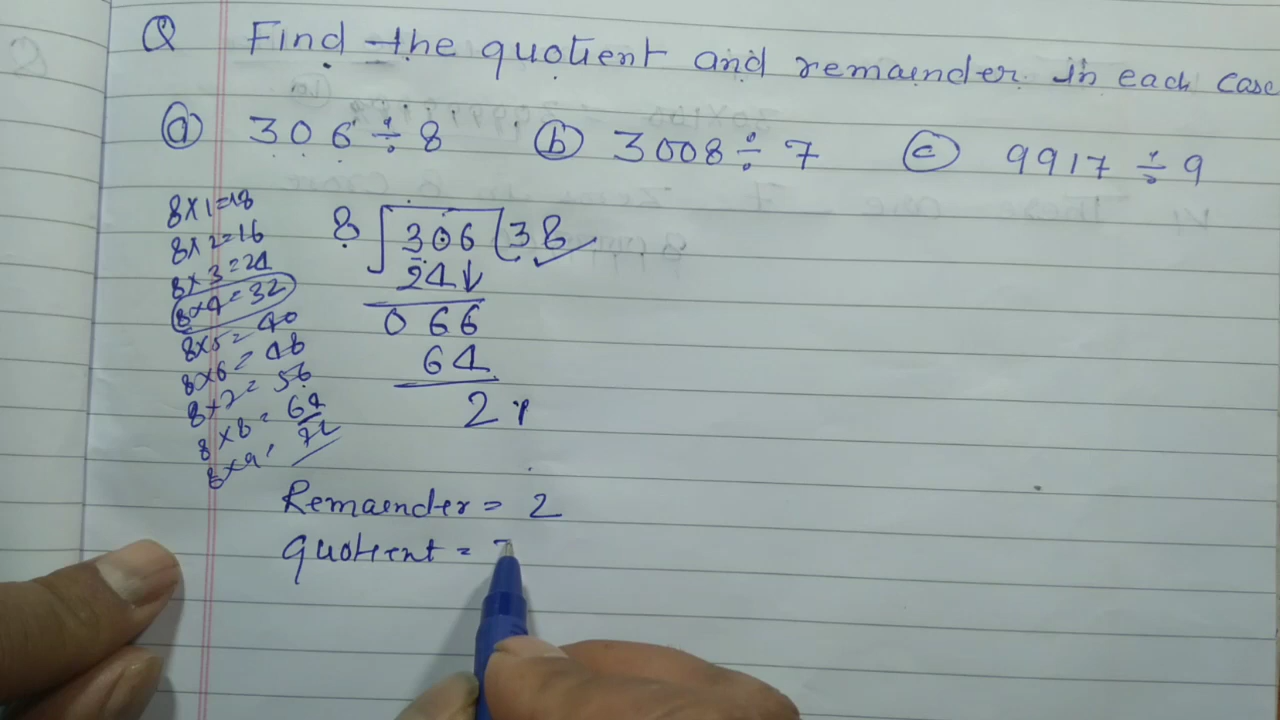 Q Find the quotient and remainder in each case
(a) 306 ÷ 8 (b) 3008 ÷ 7 (c) 9917 ÷ 9
8×1=18
8×2=16
8×3=24
8×4=32
8×5=40
8×6=48
8×7=56
8×8=64
8×9=72
8 306 38
24
066
64
2 r
Remainder = 2
quotient =